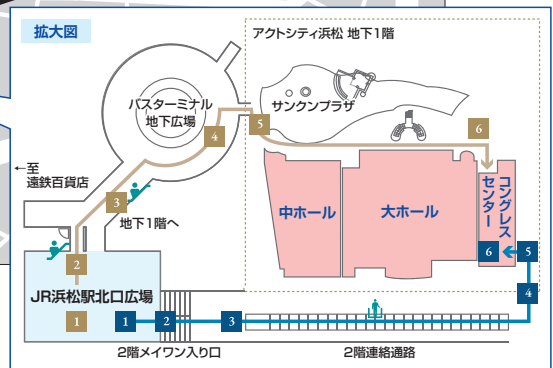 拡大図
アクトシティ浜松 地下1階
バスターミナル
地下広場
サンクンプラザ
4
5
6
←至
遠鉄百貨店
3
地下1階へ
中ホール
大ホール
コングレス
センター
2
6
5
JR浜松駅北口広場
4
1
1
2
3
2階メイワン入り口
2階連絡通路